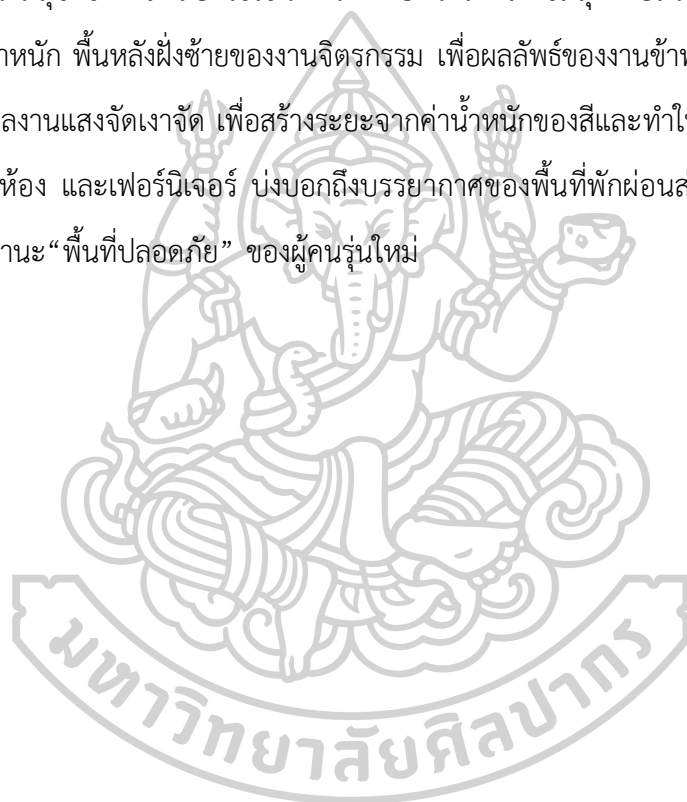 าหนัก พื้นหลังฝั่งซ้ายของงานจิตรกรรม เพื่อผลลัพธ์ของงานข้าพ
ลงานแสงจัดเงาจัด เพื่อสร้างระยะจากค่าน้ำหนักของสีและทำให
ห้อง และเฟอร์นิเจอร์ บ่งบอกถึงบรรยากาศของพื้นที่พักผ่อนส
านะ“พื้นที่ปลอดภัย” ของผู้คนรุ่นใหม่
มหาวิทยาลัยศิลปากร